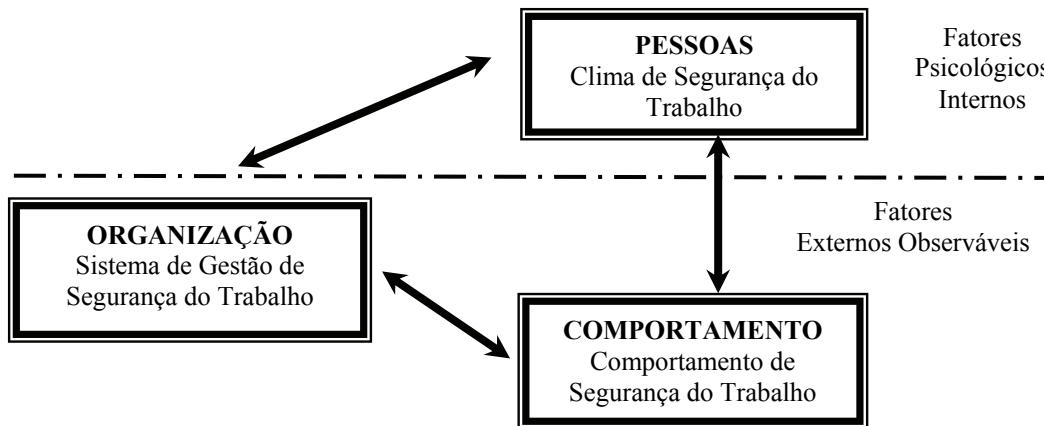 PESSOAS
Clima de Segurança do
Trabalho
Fatores
Psicológicos
Internos
ORGANIZAÇÃO
Sistema de Gestão de
Segurança do Trabalho
Fatores
Externos Observáveis
COMPORTAMENTO
Comportamento de
Segurança do Trabalho